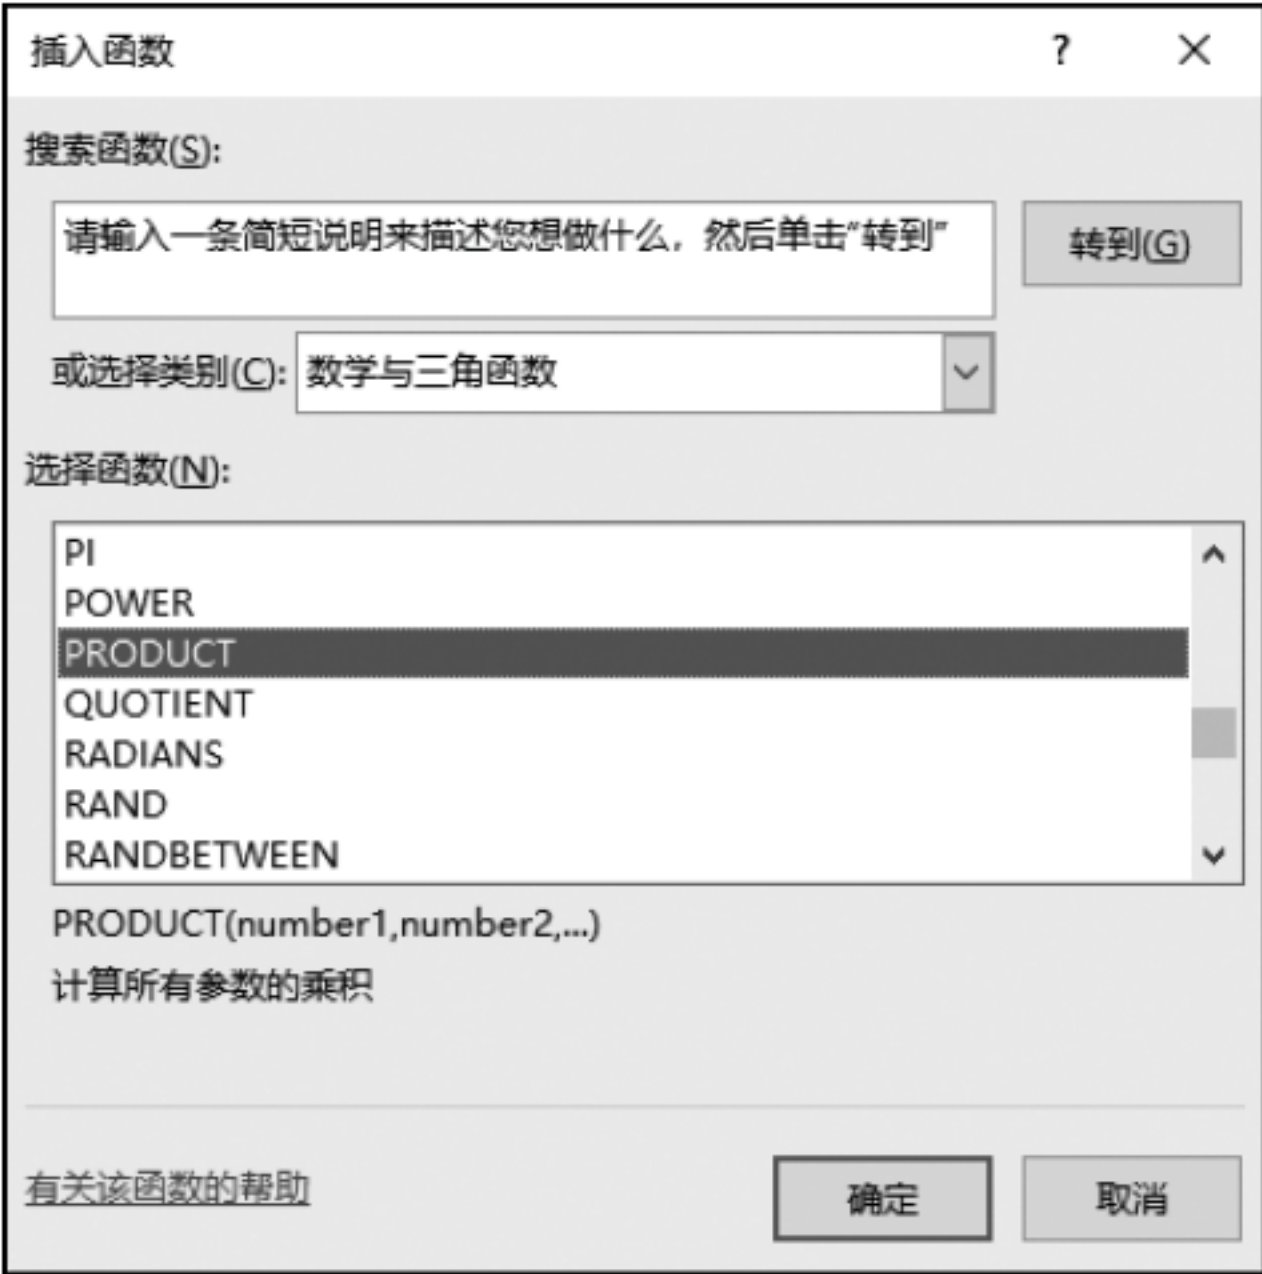 插入函数
?
搜索函数(S):
请输入一条简短说明来描述您想做什么，然后单击“转到”
转到(G)
或选择类别(C):
数学与三角函数
选择函数(N):
PI
POWER
PRODUCT
QUOTIENT
RADIANS
RAND
RANDBETWEEN
PRODUCT(number1,number2,...)
计算所有参数的乘积
有关该函数的帮助
确定
取消